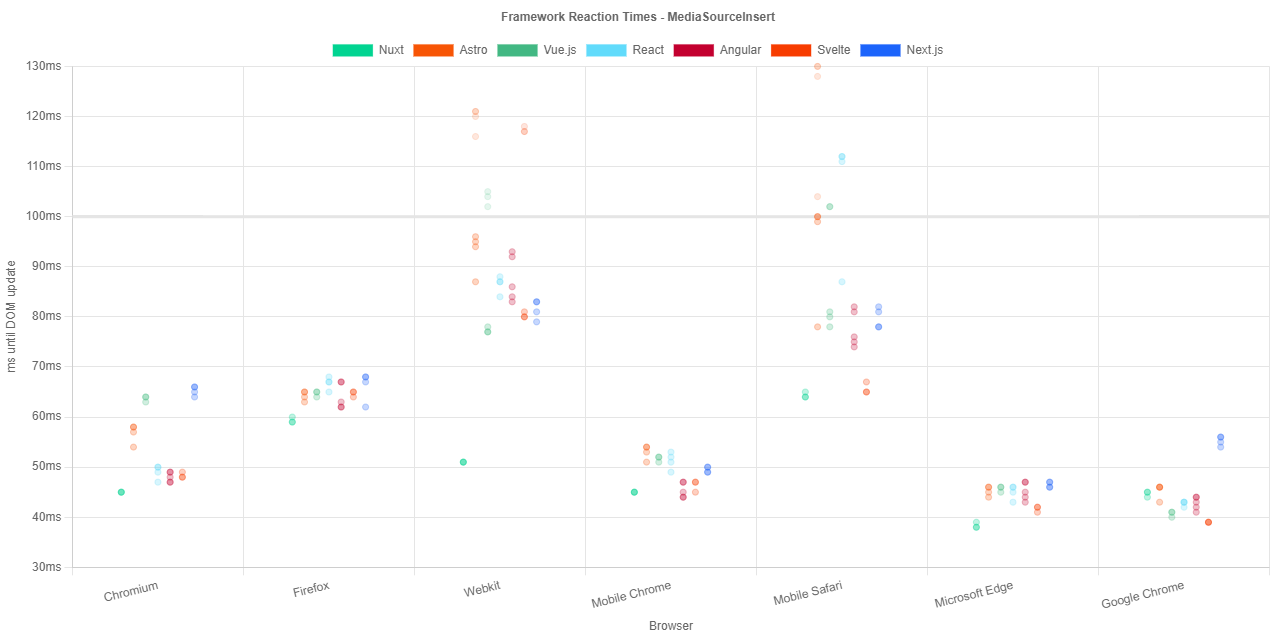 Framework Reaction Times - MediaSourceInsert
Nuxt Astro Vue.js React Angular Svelte Next.js
130ms
120ms
110ms
100ms
90ms
80ms
70ms
60ms
50ms
40ms
30ms
ms until DOM update
Chromium Firefox Webkit Mobile Chrome Mobile Safari Microsoft Edge Google Chrome
Browser